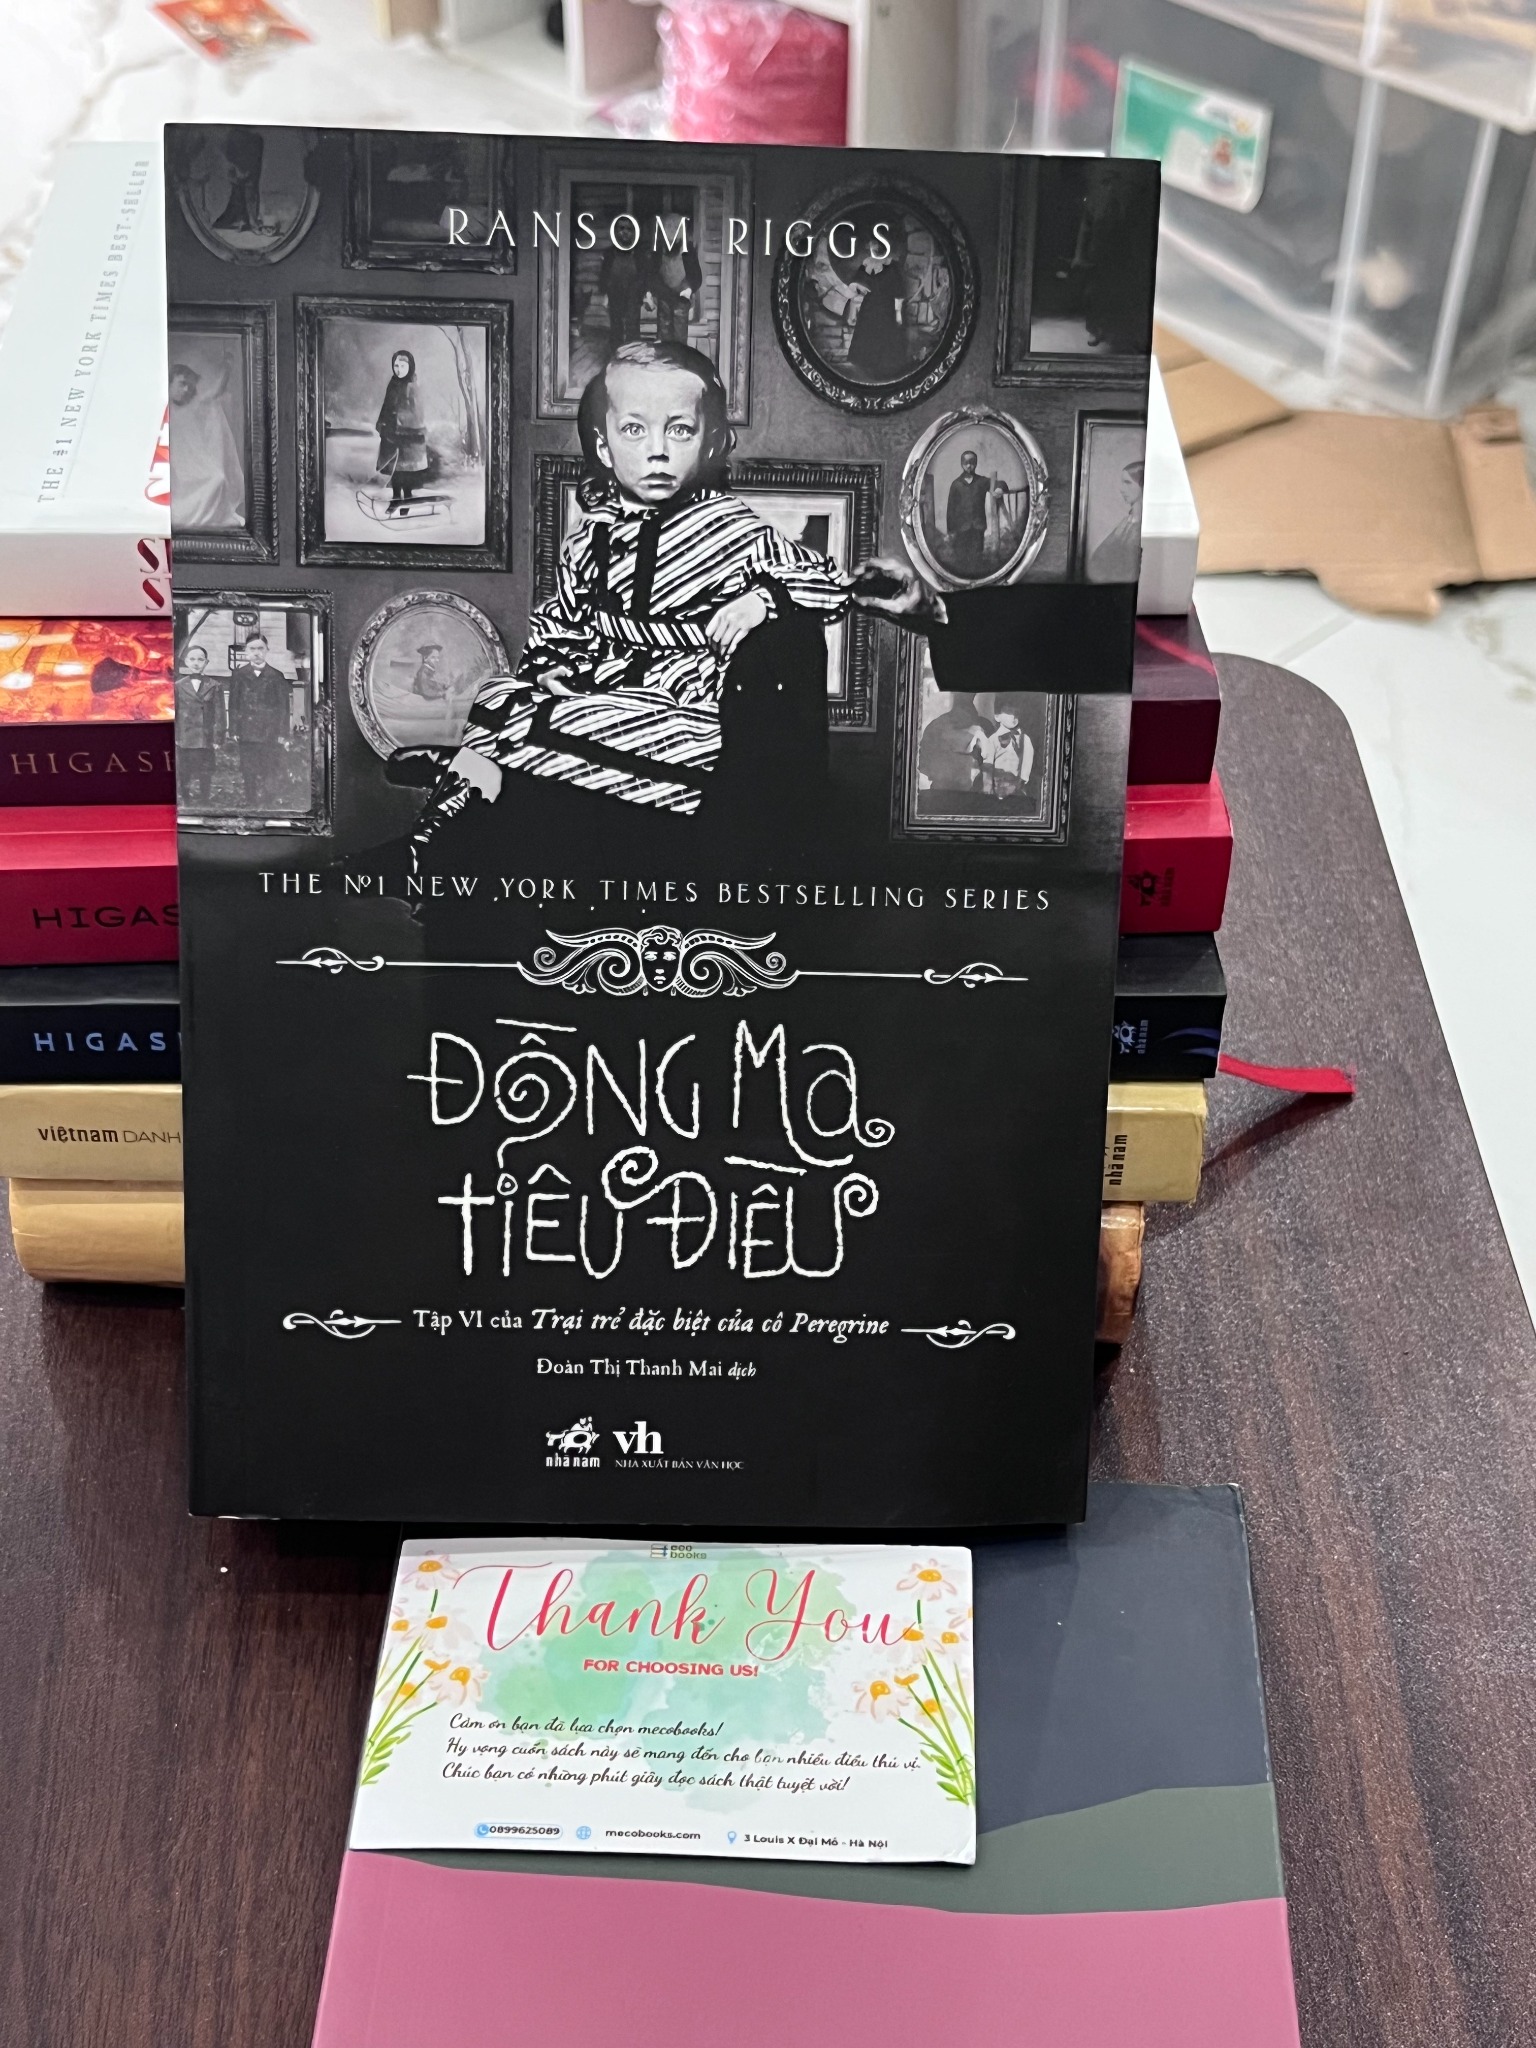 RANSOM RIGGS
THE Nº1 NEW YORK TIMES BESTSELLING SERIES
ĐỒNG MA
TIÊU ĐIỀU
Tập VI của Trại trẻ đặc biệt của cô Peregrine
Đoàn Thị Thanh Mai dịch
nhã nam
vh
NHÀ XUẤT BẢN VĂN HỌC
THE #1 NEW YORK TIMES BEST-SELLER
HIGASI
HIGAS
HIGAS
việtnam DANH
nhã nam
nhã nam
books
Thank You
FOR CHOOSING US!
Cảm ơn bạn đã lựa chọn mecobooks!
Hy vọng cuốn sách này sẽ mang đến cho bạn nhiều điều thú vị.
Chúc bạn có những phút giây đọc sách thật tuyệt vời!
0899625089
mecobooks.com
3 Louis X Đại Mỗ - Hà Nội